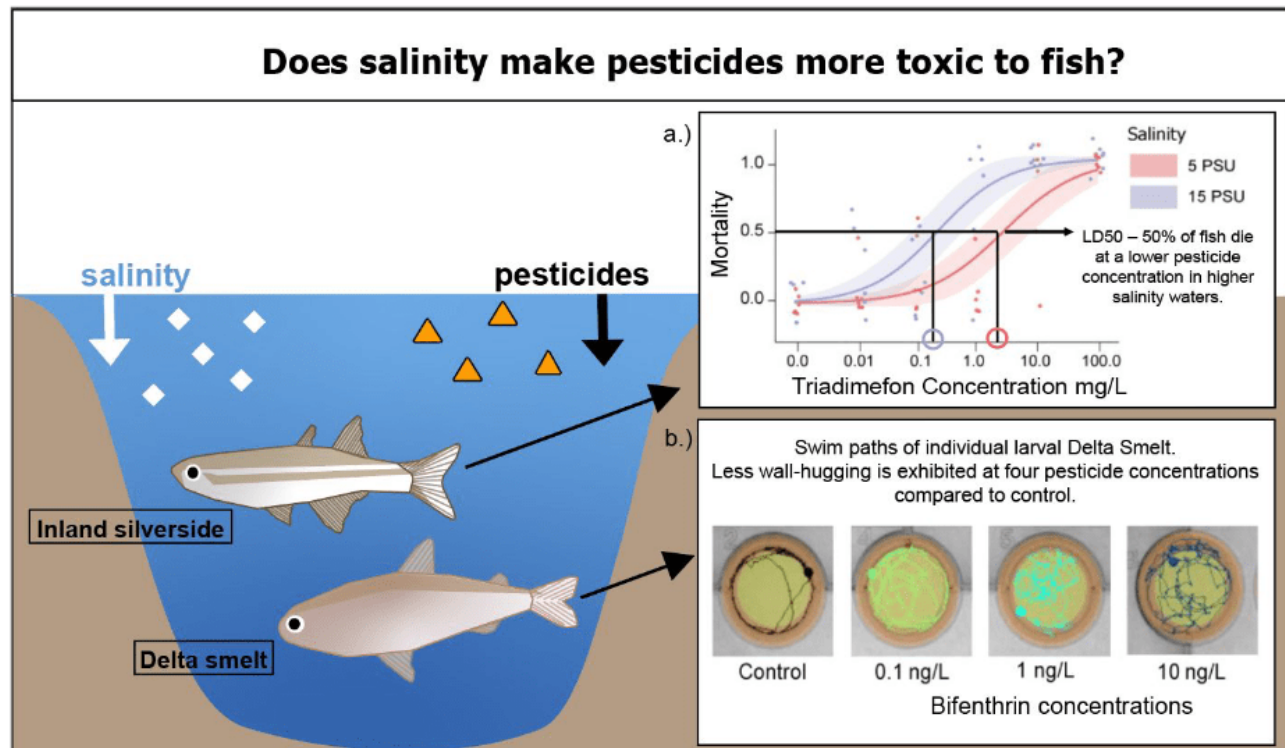 Does salinity make pesticides more toxic to fish?
salinity
pesticides
Inland silverside
Delta smelt
a.)
Salinity
5 PSU
15 PSU
Mortality
1.0
0.5
0.0
LD50 – 50% of fish die
at a lower pesticide
concentration in higher
salinity waters.
0.0 0.01 0.1 1.0 10.0 100.0
Triadimefon Concentration mg/L
b.)
Swim paths of individual larval Delta Smelt.
Less wall-hugging is exhibited at four pesticide concentrations
compared to control.
Control 0.1 ng/L 1 ng/L 10 ng/L
Bifenthrin concentrations